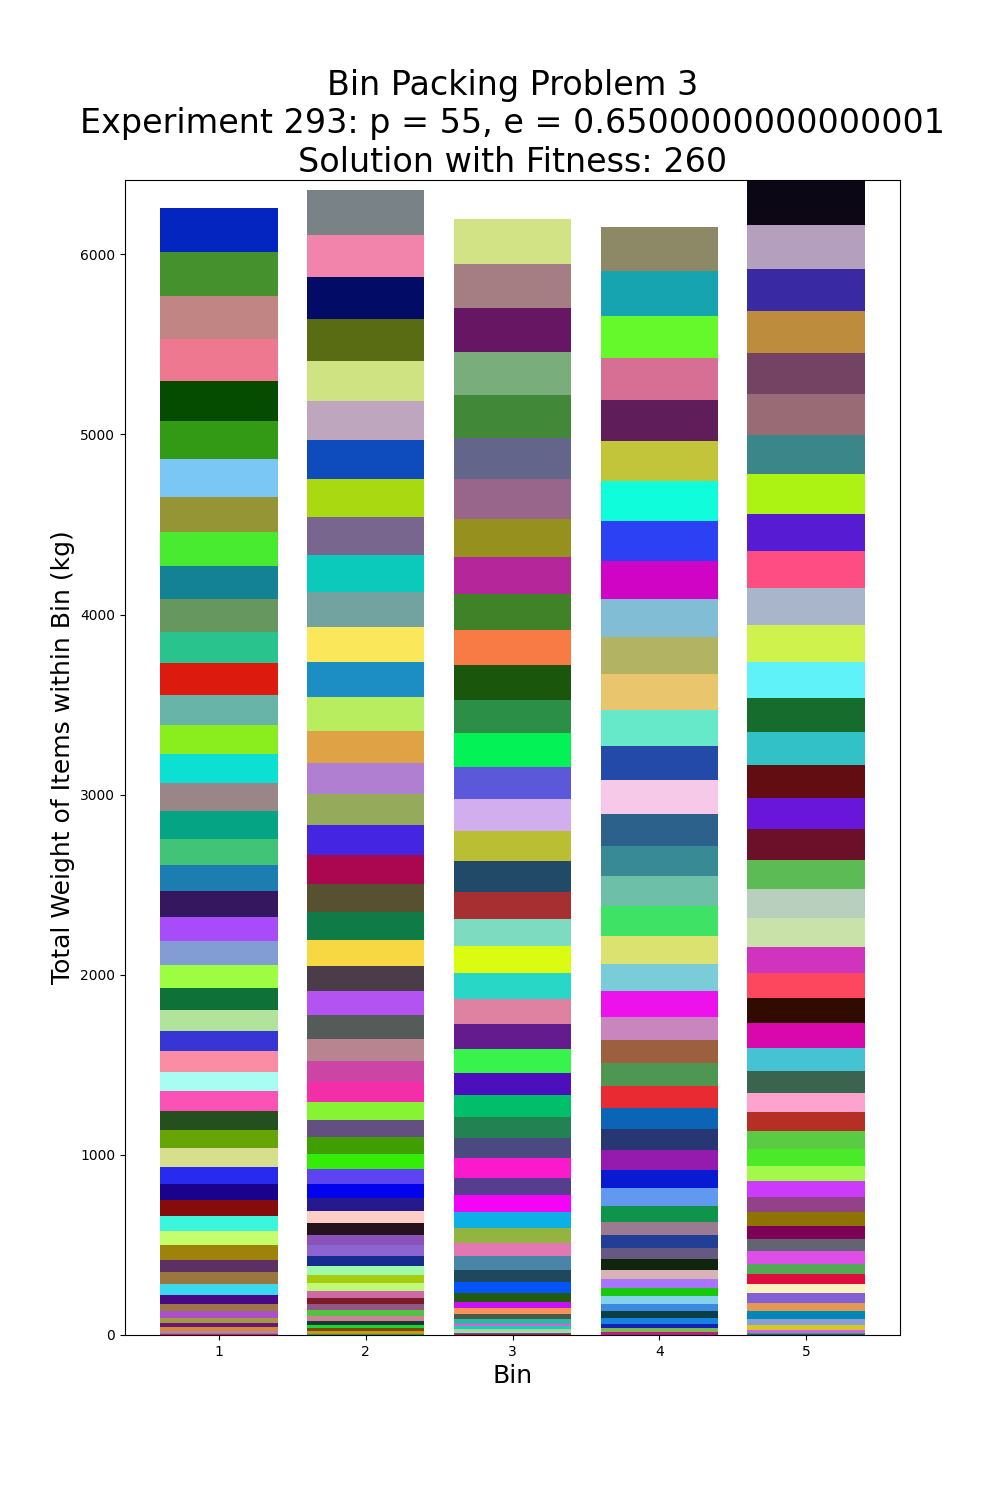 Bin Packing Problem 3
Experiment 293: p = 55, e = 0.6500000000000001
Solution with Fitness: 260
Total Weight of Items within Bin (kg)
6000
5000
4000
3000
2000
1000
0
1 2 3 4 5
Bin